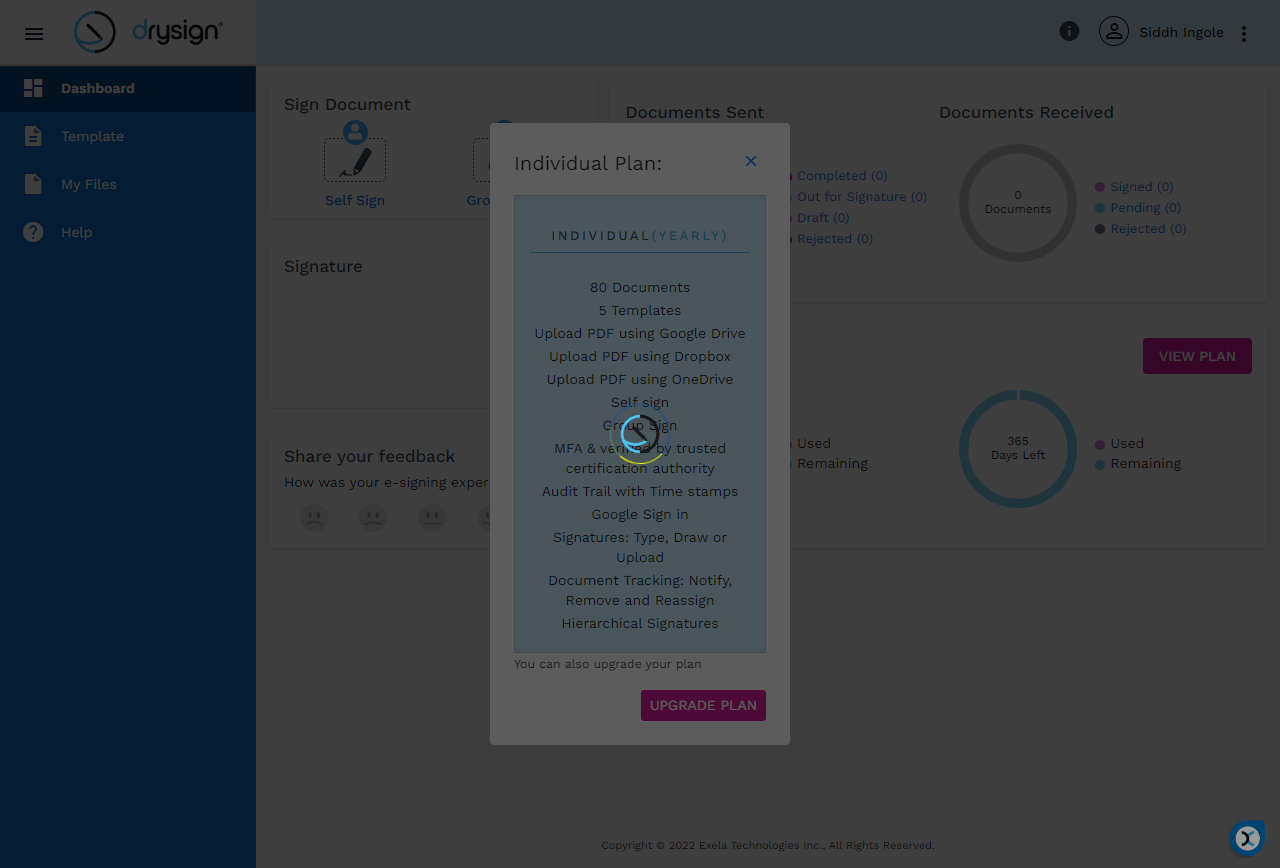 drysign®
Siddh Ingole
Dashboard
Template
My Files
Help
Sign Document
Self Sign
Gro
Signature
Share your feedback
How was your e-signing exper
Documents Sent
Completed (0)
Out for Signature (0)
Draft (0)
Rejected (0)
Documents Received
0
Documents
Signed (0)
Pending (0)
Rejected (0)
VIEW PLAN
Used
Remaining
365
Days Left
Used
Remaining
Individual Plan:
INDIVIDUAL(YEARLY)
80 Documents
5 Templates
Upload PDF using Google Drive
Upload PDF using Dropbox
Upload PDF using OneDrive
Self sign
Group Sign
MFA & verified by trusted
certification authority
Audit Trail with Time stamps
Google Sign in
Signatures: Type, Draw or
Upload
Document Tracking: Notify,
Remove and Reassign
Hierarchical Signatures
You can also upgrade your plan
UPGRADE PLAN
Copyright © 2022 Exela Technologies Inc., All Rights Reserved.